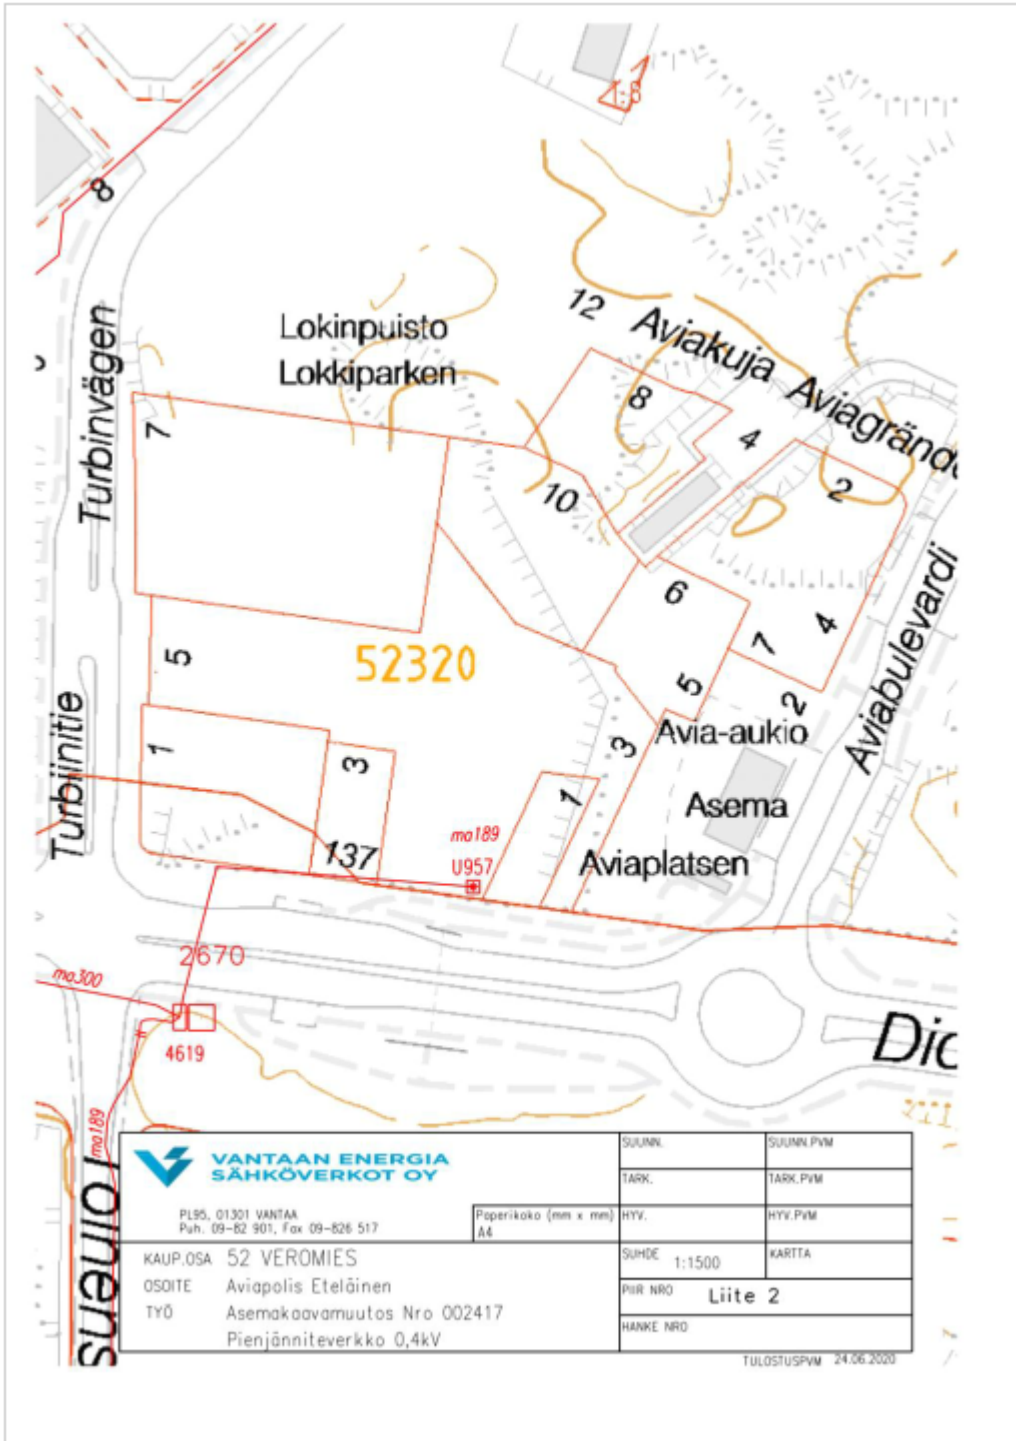 1:8
8
Lokinpuisto
Lokkiparken
12
Aviakuja
Aviagränd
Turbinvägen
7
8
4
2
10
6
4
7
5
5
2
52320
3
Avia-aukio
Aviabulevardi
Turbiinitie
1
3
1
Asema
Aviaplatsen
137
ma189
U957
2670
ma300
4619
ma189
Dic
Toinensu
VANTAAN ENERGIA
SÄHKÖVERKOT OY
PL95, 01301 VANTAA
Puh. 09-82 901, Fax 09-826 517
Paperikoko (mm x mm)
A4
SUUNN.
SUUNN.PVM
TARK.
TARK.PVM
HYV.
HYV.PVM
KAUP.OSA 52 VEROMIES
OSOITE Aviapolis Eteläinen
TYÖ Asemakaavamuutos Nro 002417
Pienjänniteverkko 0,4kV
SUHDE 1:1500
KARTTA
PIIR NRO Liite 2
HANKE NRO
TULOSTUSPVM 24.06.2020